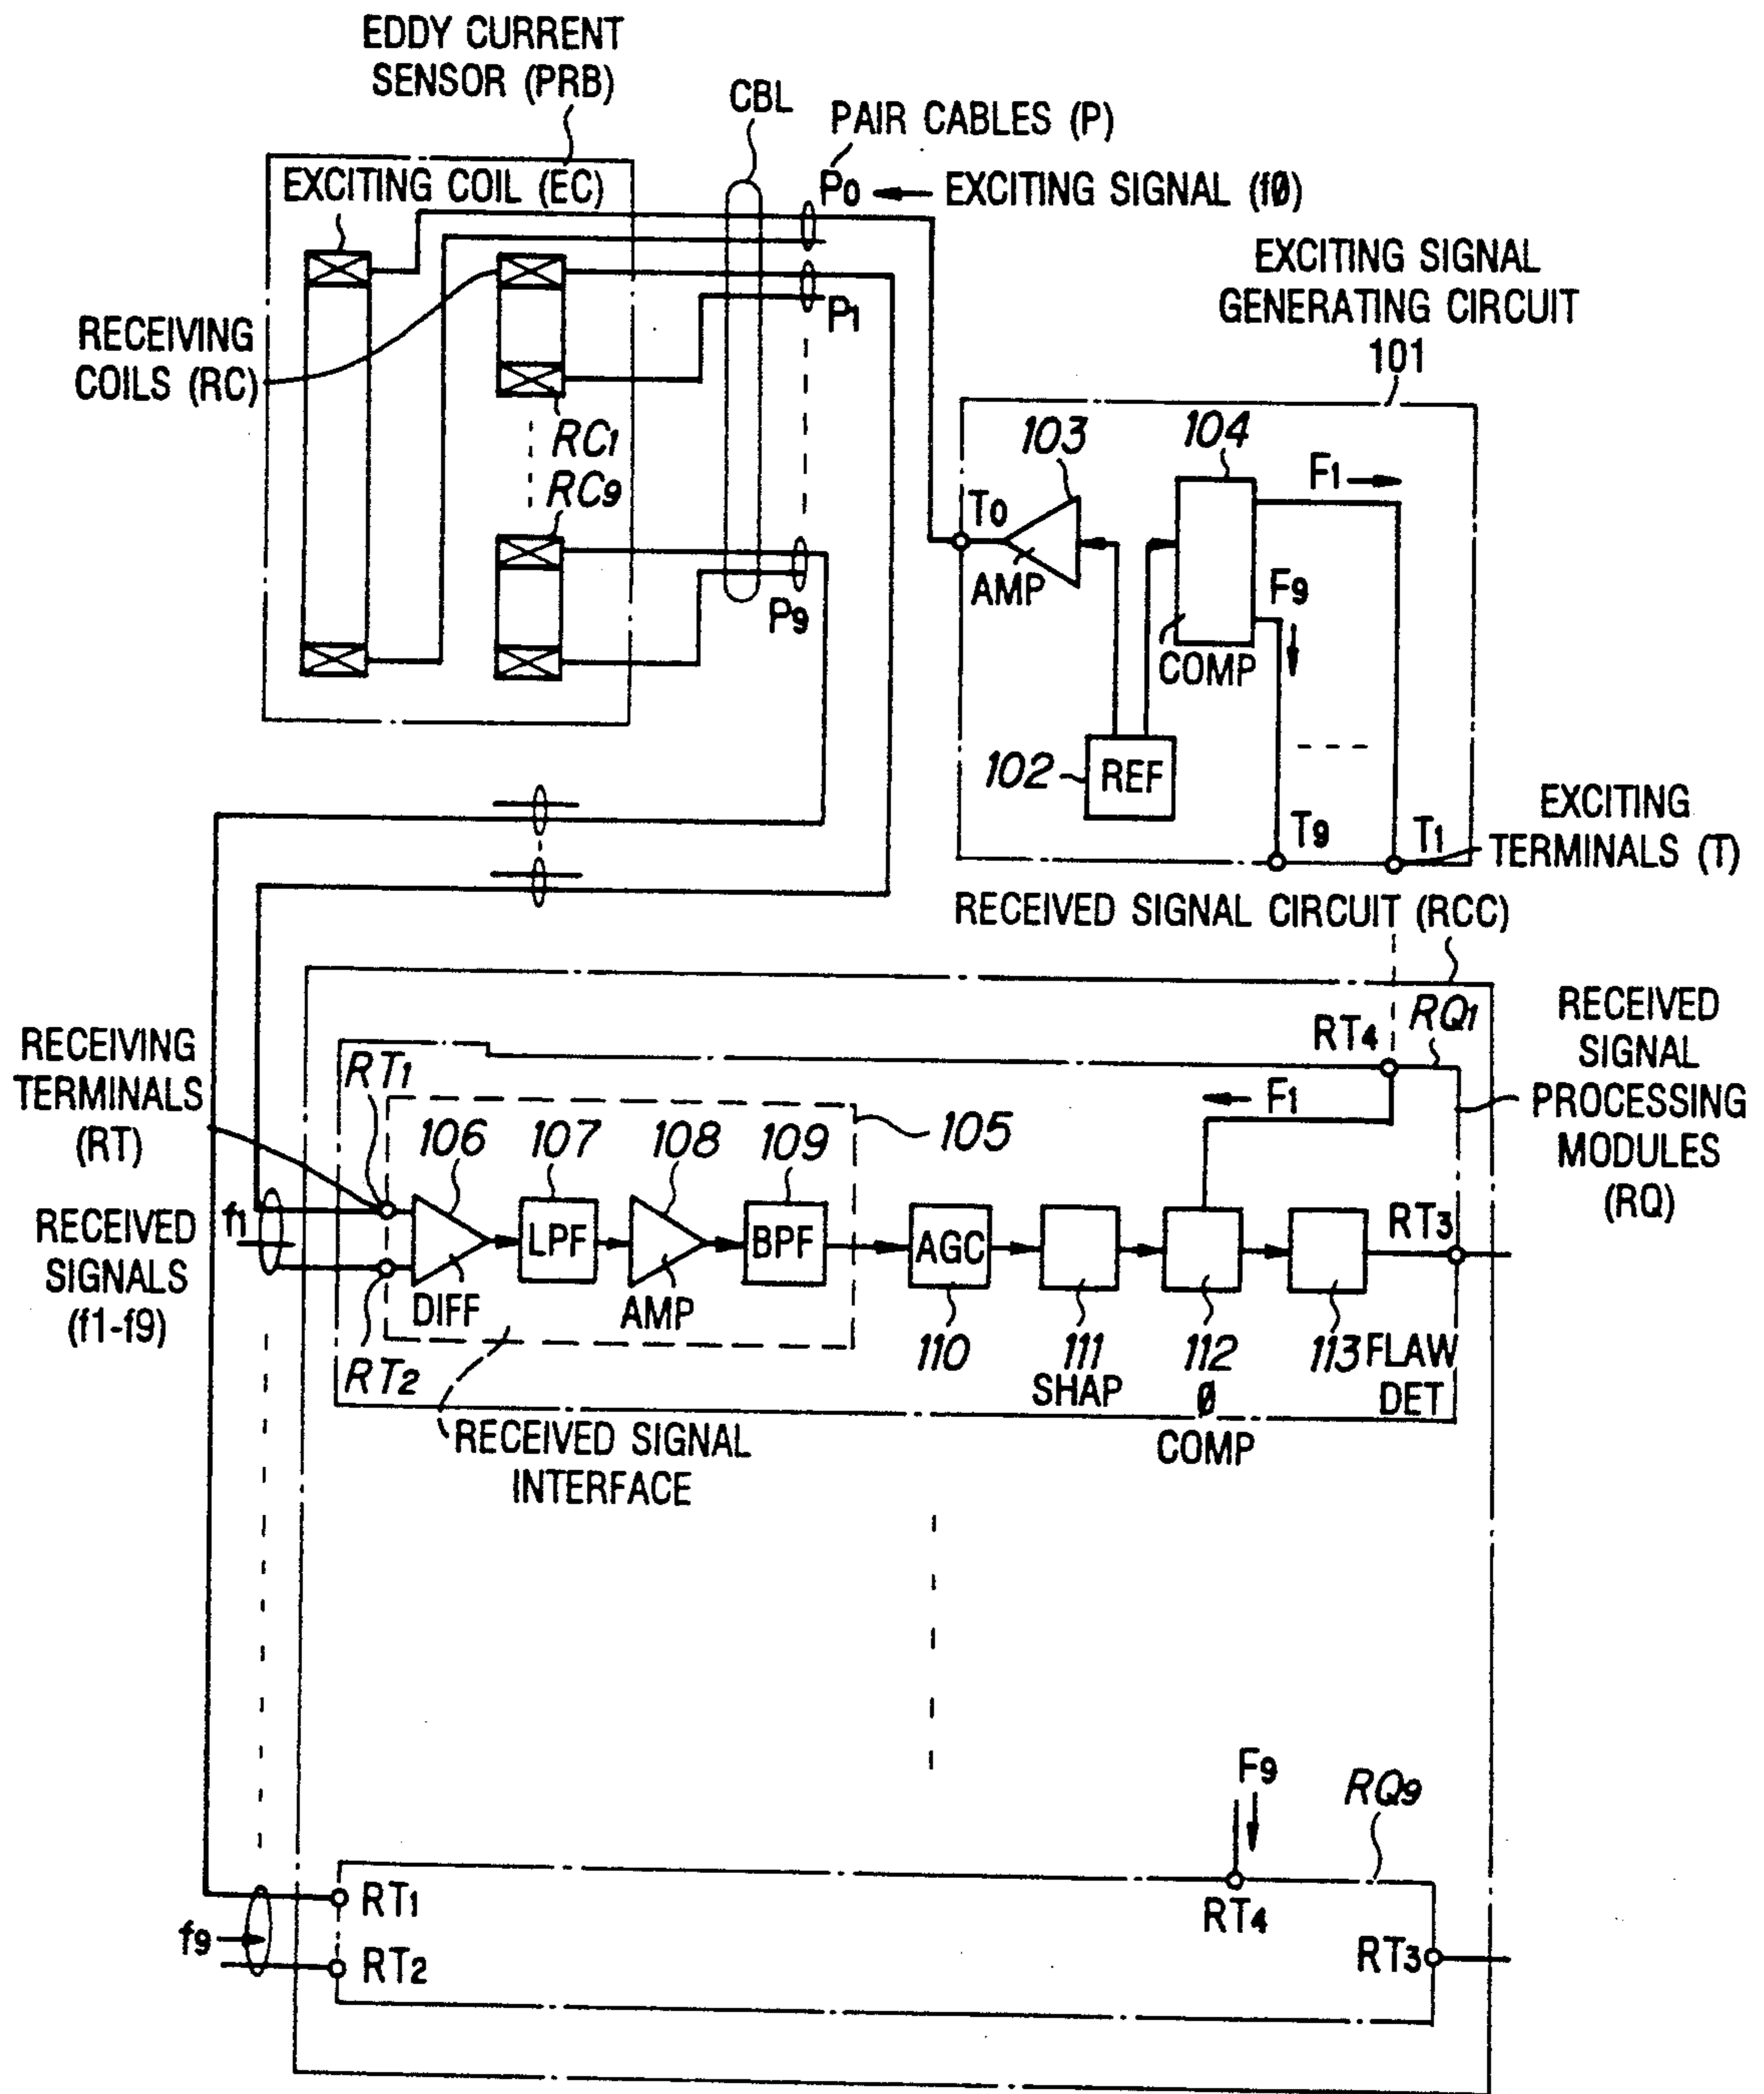 EDDY CURRENT
SENSOR (PRB)
CBL
PAIR CABLES (P)
EXCITING COIL (EC)
P0
EXCITING SIGNAL (fØ)
P1
RECEIVING
COILS (RC)
RC1
RC9
P9
EXCITING SIGNAL
GENERATING CIRCUIT
101
103
104
F1
T0
AMP
F9
COMP
102
REF
T9
T1
EXCITING
TERMINALS (T)
RECEIVED SIGNAL CIRCUIT (RCC)
RECEIVING
TERMINALS
(RT)
RT1
RT4
RQ1
RECEIVED
SIGNAL
PROCESSING
MODULES
(RQ)
F1
105
106
107
108
109
f1
RECEIVED
SIGNALS
(f1-f9)
LPF
BPF
AGC
RT3
DIFF
AMP
RT2
110
111
SHAP
112
Ø
COMP
113
FLAW
DET
RECEIVED SIGNAL
INTERFACE
F9
RQ9
RT1
RT4
f9
RT2
RT3